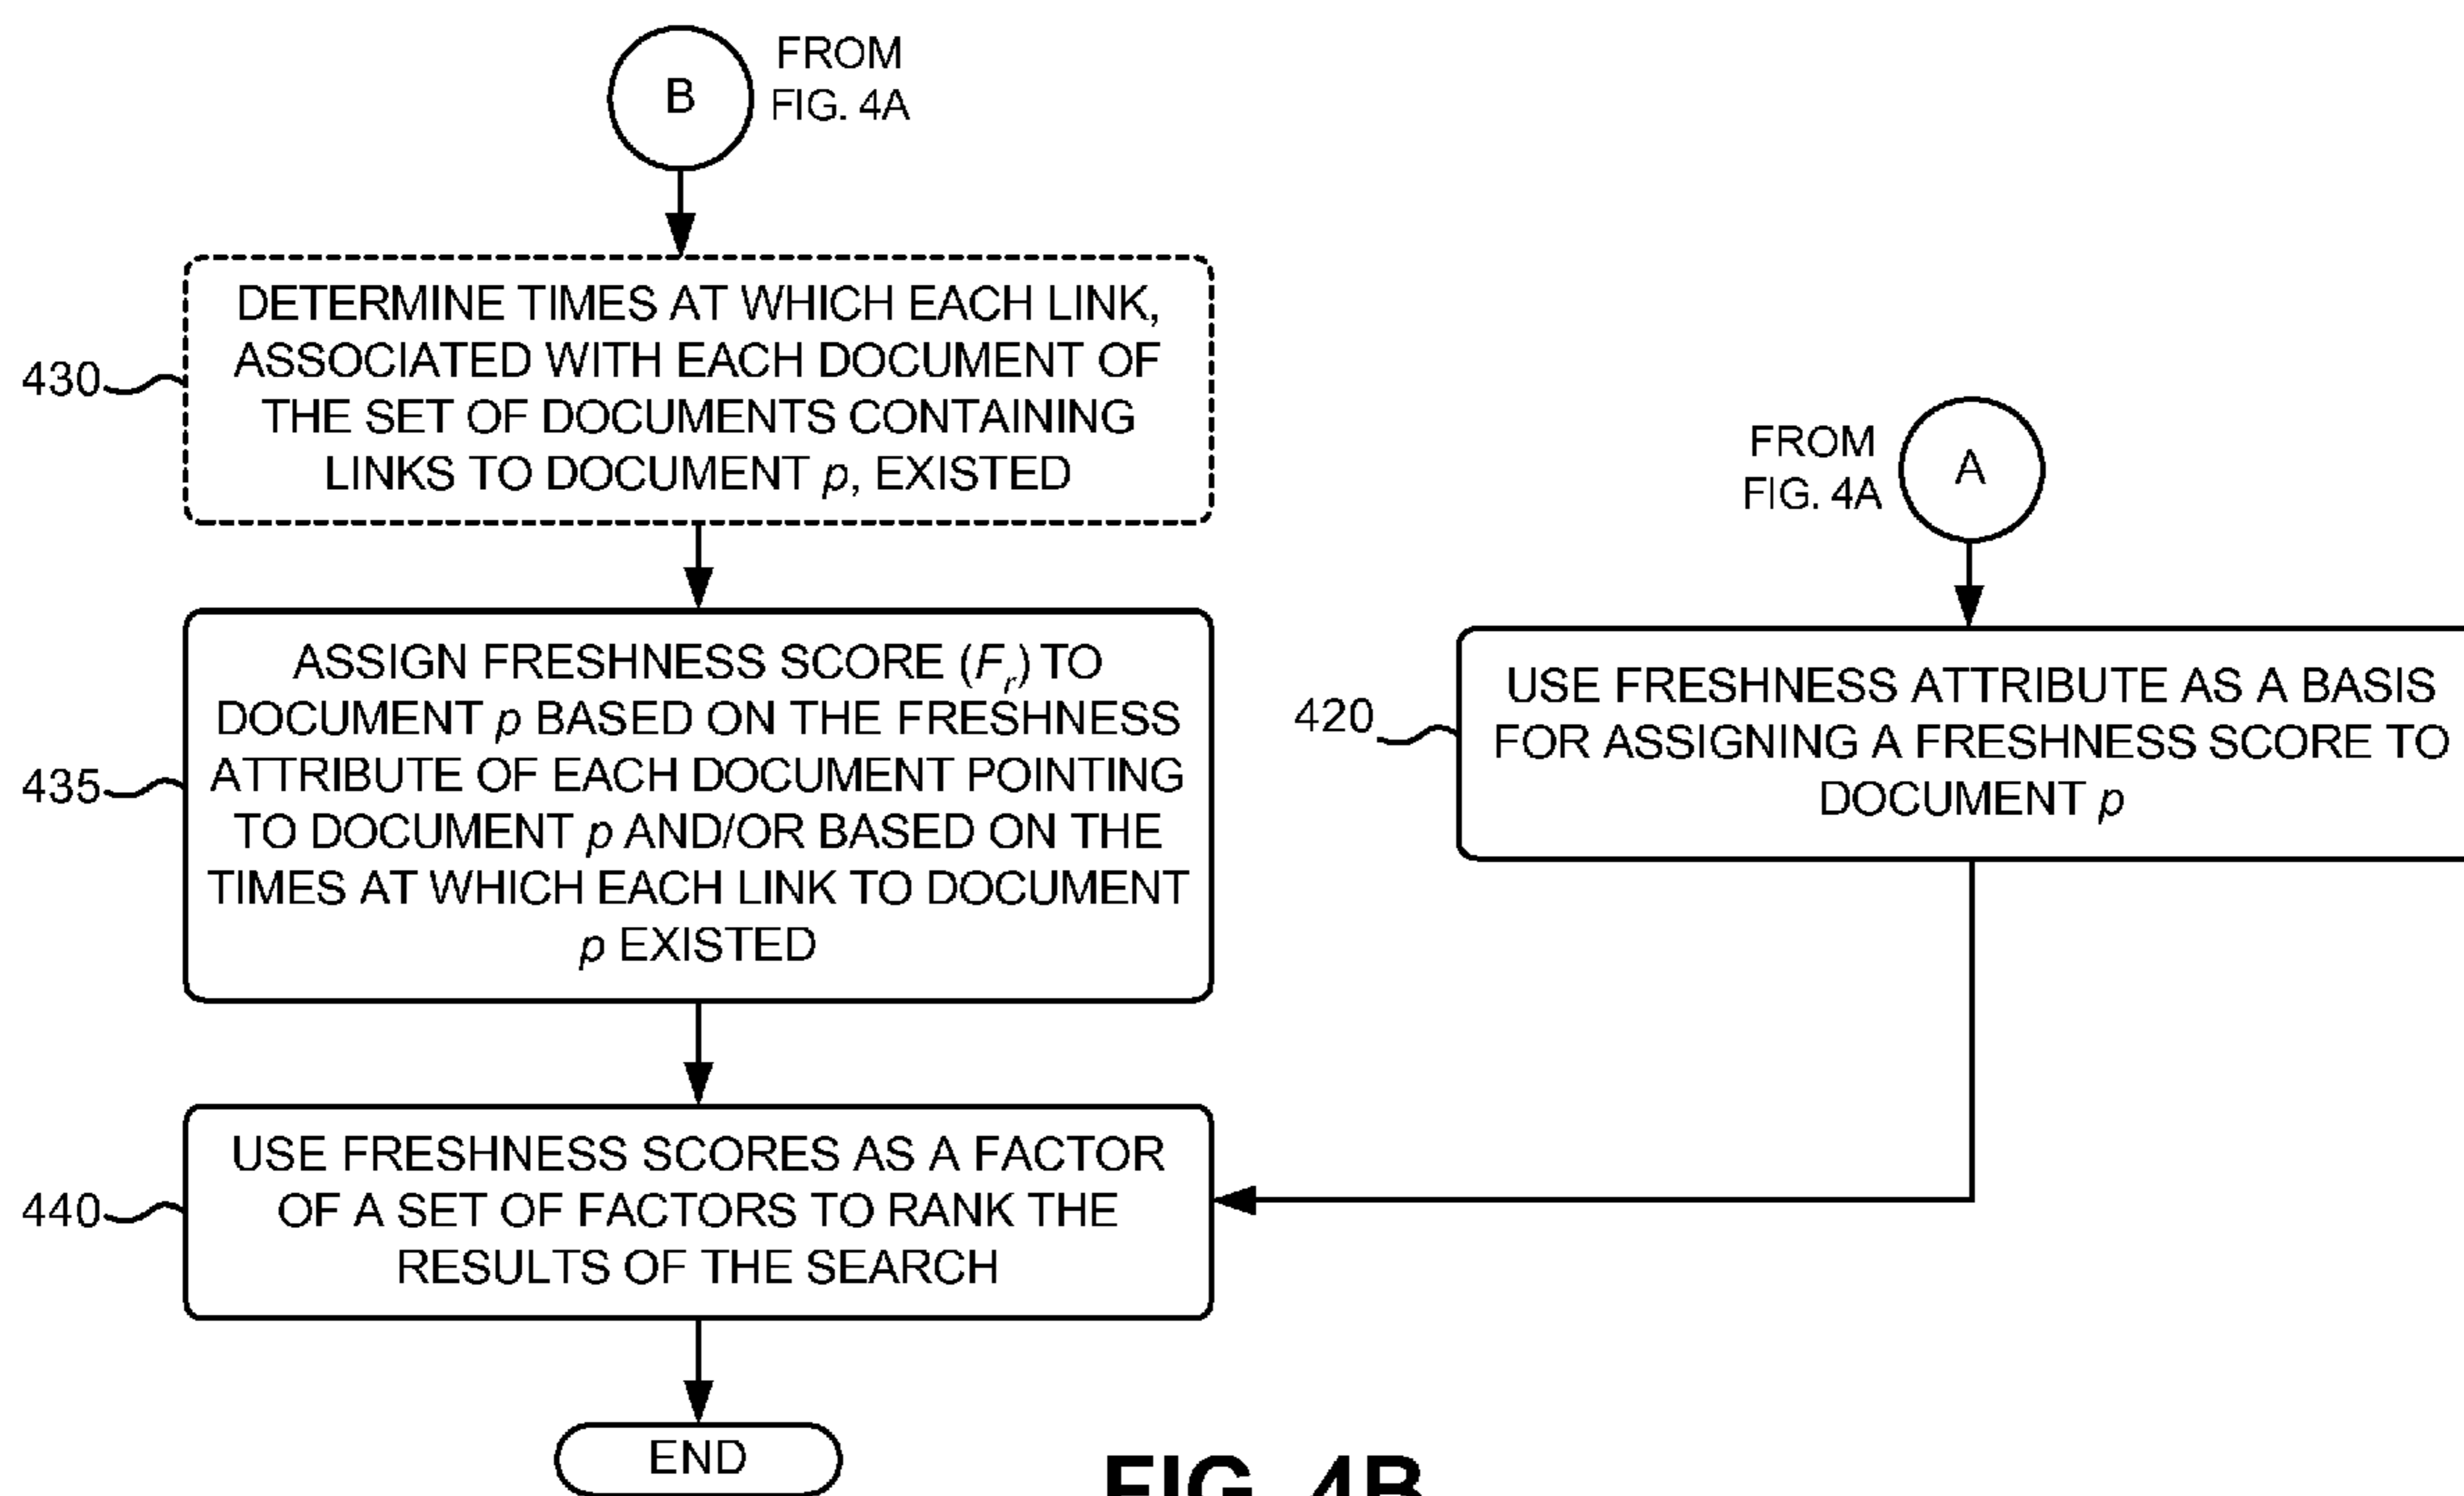 B
FROM
FIG. 4A
430
DETERMINE TIMES AT WHICH EACH LINK,
ASSOCIATED WITH EACH DOCUMENT OF
THE SET OF DOCUMENTS CONTAINING
LINKS TO DOCUMENT p, EXISTED
FROM
FIG. 4A
A
435
ASSIGN FRESHNESS SCORE (Fr) TO
DOCUMENT p BASED ON THE FRESHNESS
ATTRIBUTE OF EACH DOCUMENT POINTING
TO DOCUMENT p AND/OR BASED ON THE
TIMES AT WHICH EACH LINK TO DOCUMENT
p EXISTED
420
USE FRESHNESS ATTRIBUTE AS A BASIS
FOR ASSIGNING A FRESHNESS SCORE TO
DOCUMENT p
440
USE FRESHNESS SCORES AS A FACTOR
OF A SET OF FACTORS TO RANK THE
RESULTS OF THE SEARCH
END
FIG. 4B